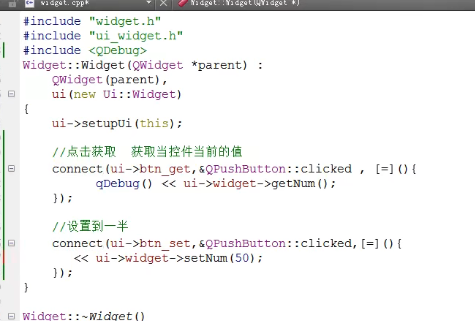 widget.cpp* Widget::Widget(QWidget *)
#include "widget.h"
#include "ui_widget.h"
#include <QDebug>
Widget::Widget(QWidget *parent) :
    QWidget(parent),
    ui(new Ui::Widget)
{
    ui->setupUi(this);

    //点击获取  获取当控件当前的值
    connect(ui->btn_get,&QPushButton::clicked , [=](){
        qDebug() << ui->widget->getNum();
    });

    //设置到一半
    connect(ui->btn_set,&QPushButton::clicked,[=](){
        << ui->widget->setNum(50);
    });
}

Widget::~Widget()